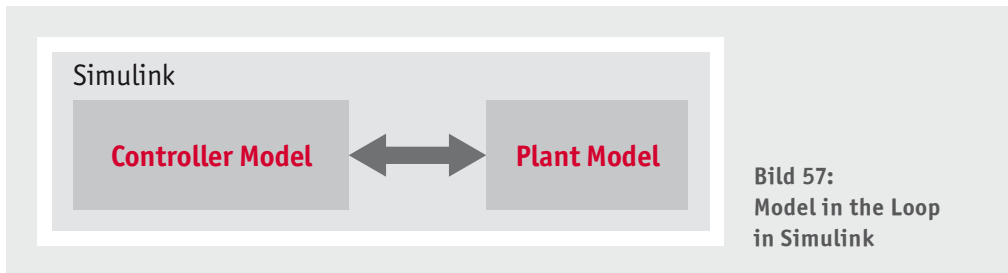 Simulink
Controller Model
Plant Model
Bild 57:
Model in the Loop
in Simulink